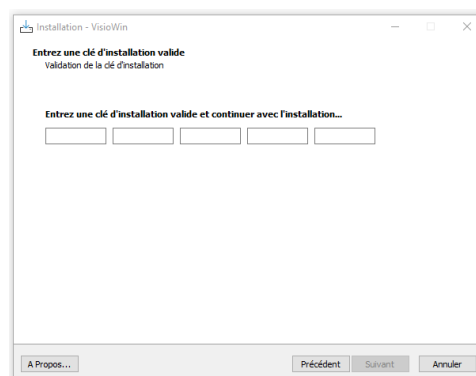 Installation - VisioWin
Entrez une clé d'installation valide
Validation de la clé d'installation
Entrez une clé d'installation valide et continuer avec l'installation...
A Propos...
Précédent
Suivant
Annuler